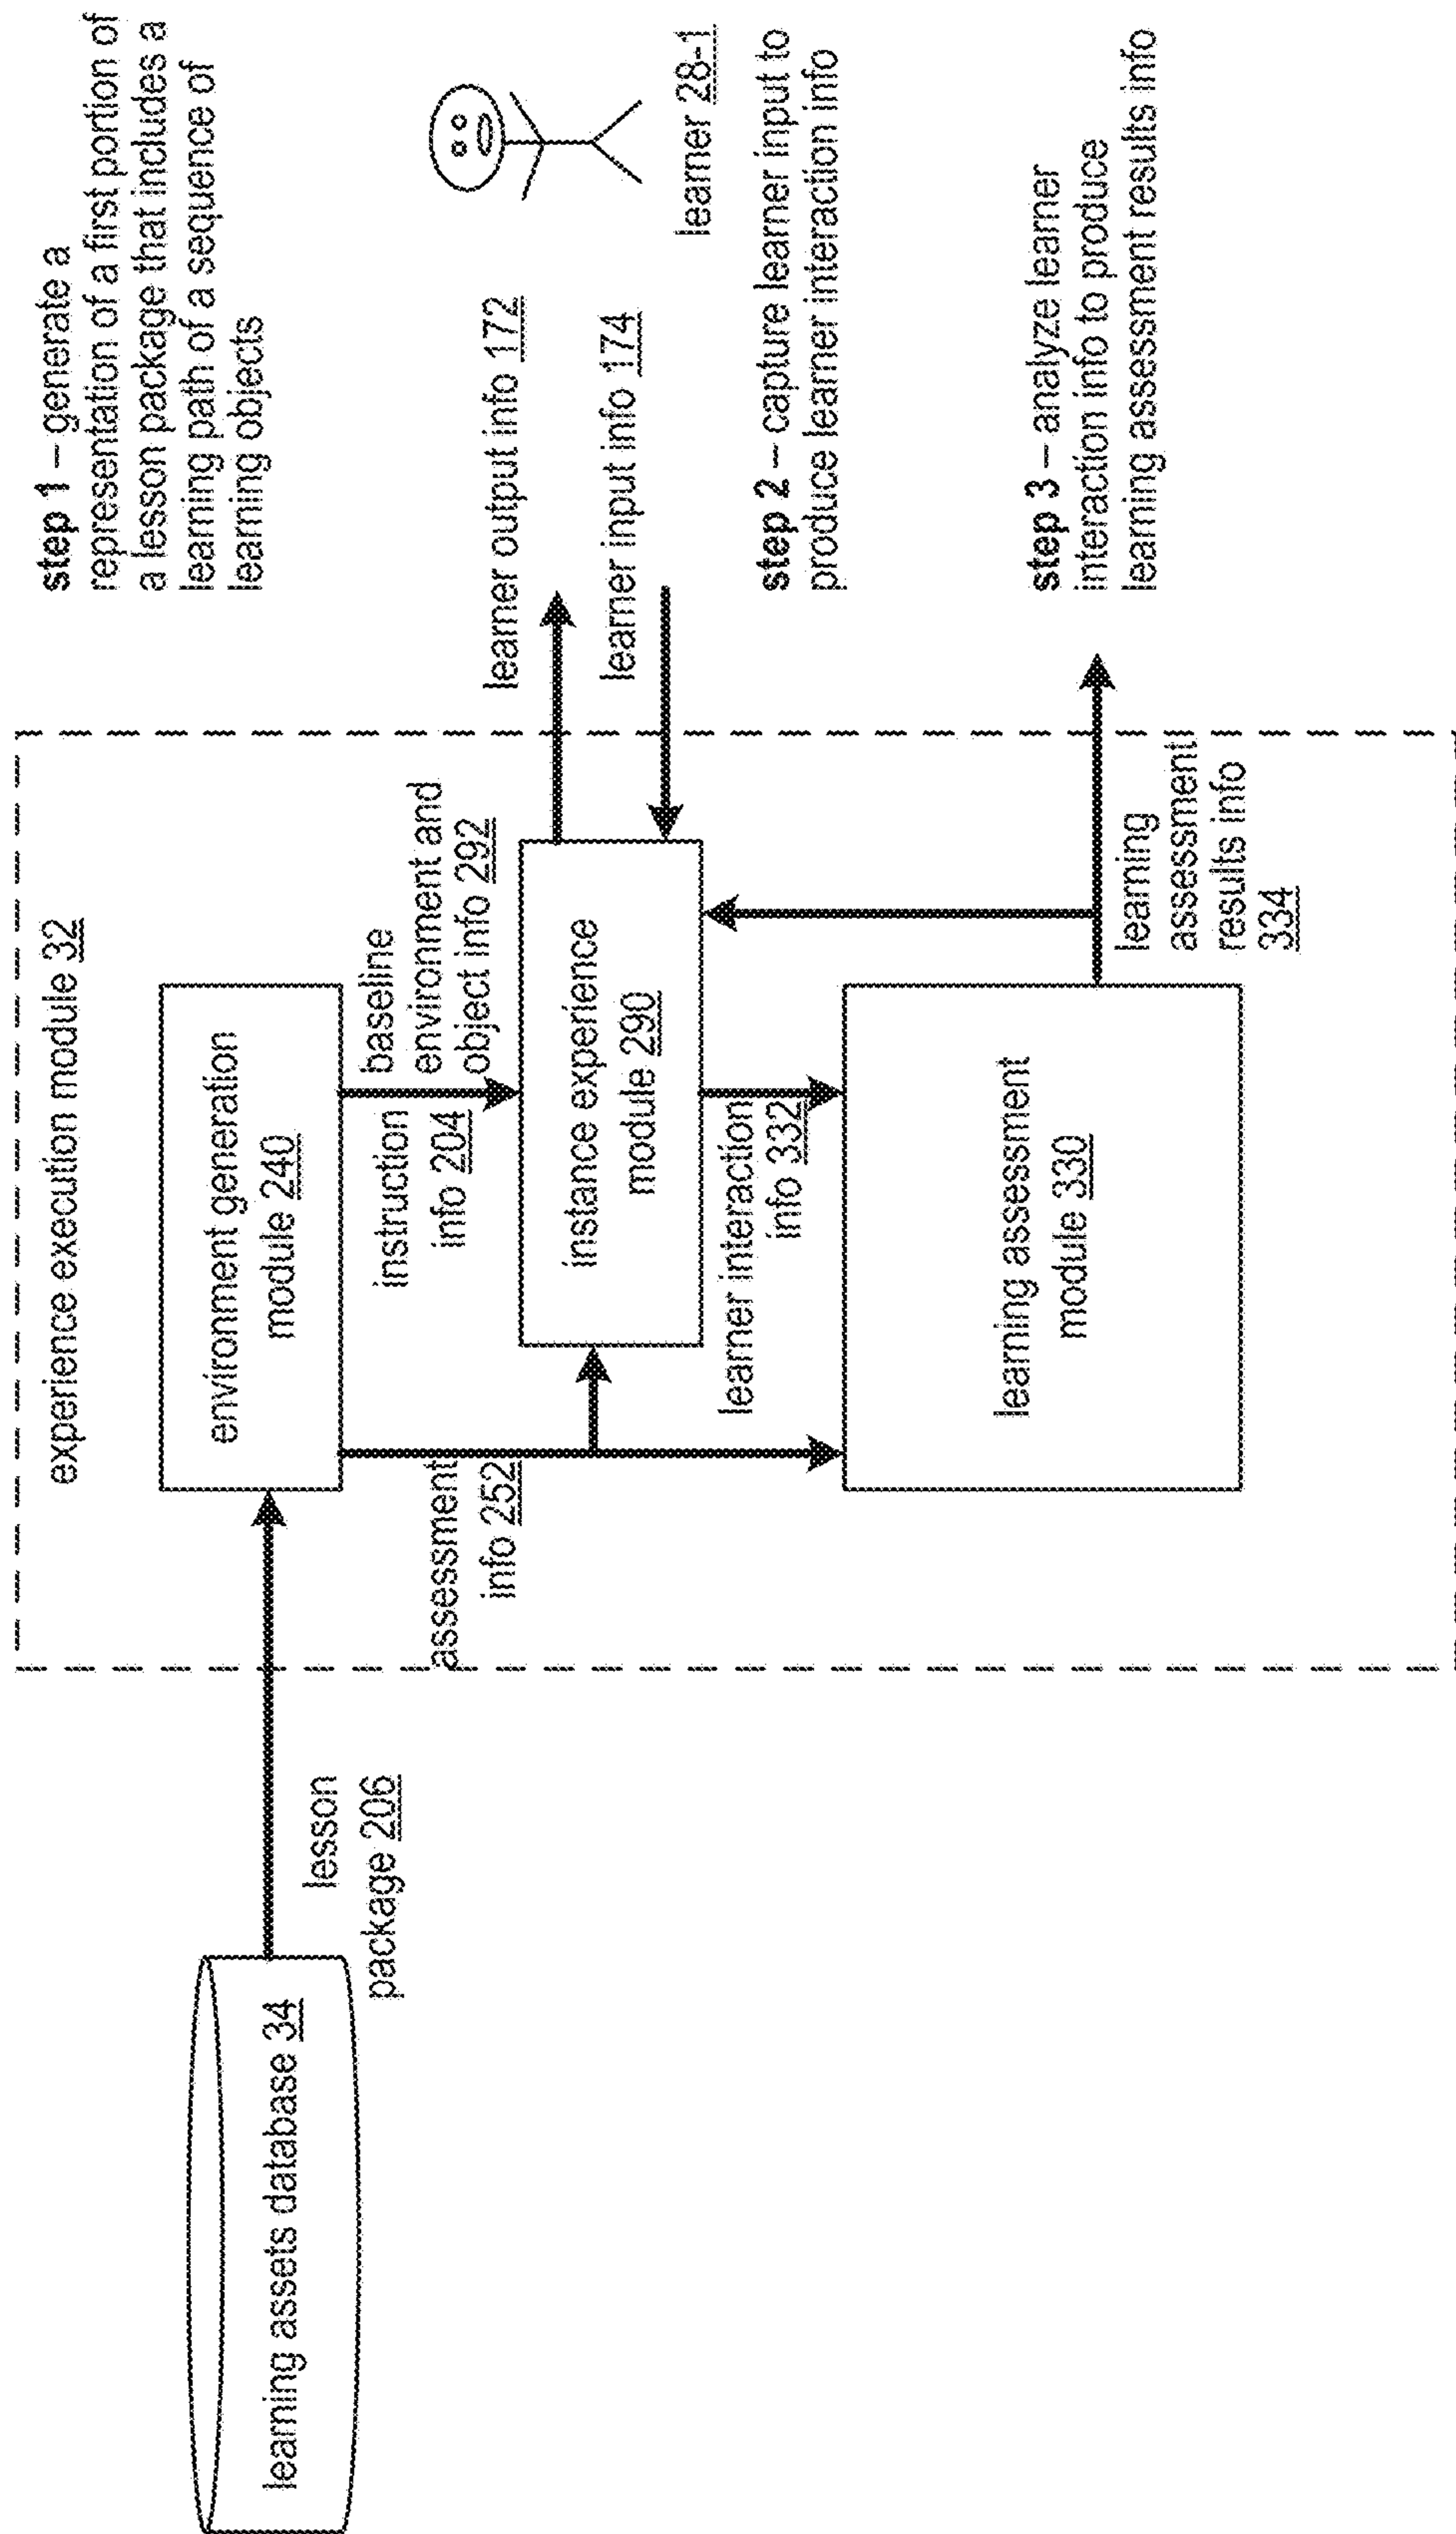 learning assets database 34
lesson
package 206
experience execution module 32
environment generation
module 240
assessment
info 252
instruction
info 204
baseline
environment and
object info 292
instance experience
module 290
learner interaction
info 332
learning assessment
module 330
learning
assessment
results info
334
step 1 – generate a
representation of a first portion of
a lesson package that includes a
learning path of a sequence of
learning objects
learner output info 172
learner input info 174
learner 28-1
step 2 – capture learner input to
produce learner interaction info
step 3 – analyze learner
interaction info to produce
learning assessment results info